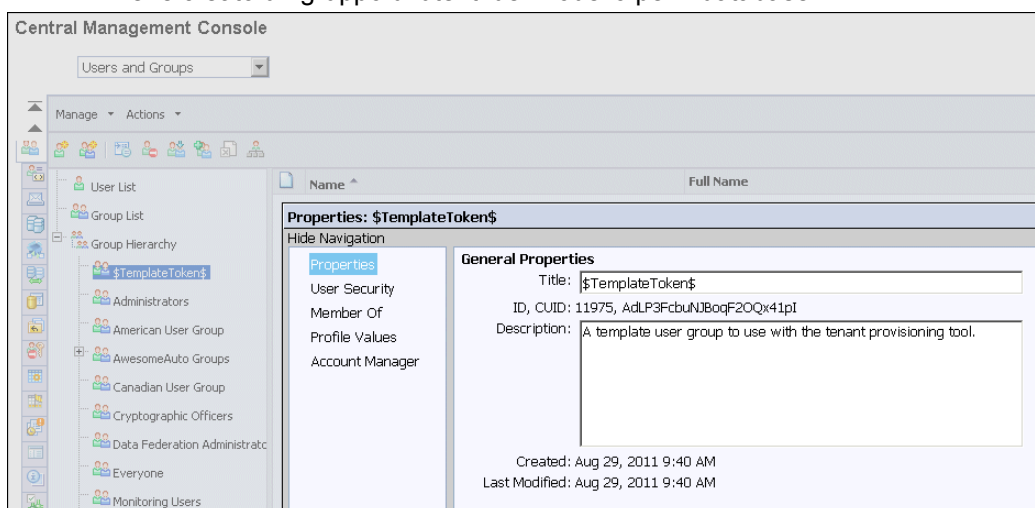 Central Management Console
Users and Groups
Manage Actions
Name Full Name
User List
Group List
Group Hierarchy
$TemplateToken$
Administrators
American User Group
AwesomeAuto Groups
Canadian User Group
Cryptographic Officers
Data Federation Administratc
Everyone
Monitoring Users
Properties: $TemplateToken$
Hide Navigation
Properties
User Security
Member Of
Profile Values
Account Manager
General Properties
Title: $TemplateToken$
ID, CUID: 11975, AdLP3FcbuNJBoqF2OQx41pI
Description: A template user group to use with the tenant provisioning tool.
Created: Aug 29, 2011 9:40 AM
Last Modified: Aug 29, 2011 9:40 AM